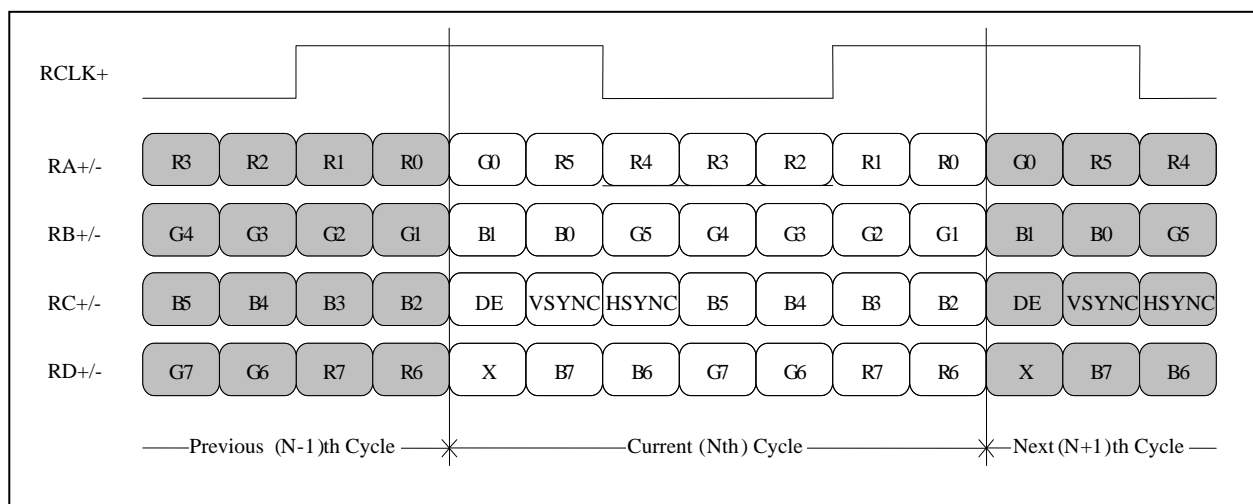 RCLK+
RA+/- R3 R2 R1 R0 G0 R5 R4 R3 R2 R1 R0 G0 R5 R4
RB+/- G4 G3 G2 G1 B1 B0 G5 G4 G3 G2 G1 B1 B0 G5
RC+/- B5 B4 B3 B2 DE VSYNC HSYNC B5 B4 B3 B2 DE VSYNC HSYNC
RD+/- G7 G6 R7 R6 X B7 B6 G7 G6 R7 R6 X B7 B6
Previous (N-1)th Cycle Current (Nth) Cycle Next (N+1)th Cycle